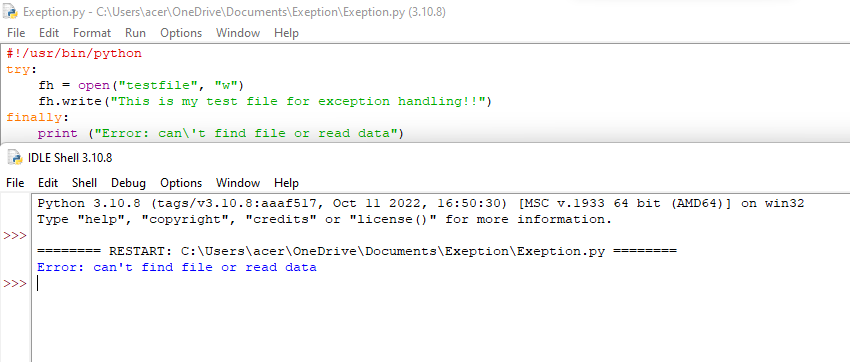 Exeption.py - C:\Users\acer\OneDrive\Documents\Exeption\Exeption.py (3.10.8)
File Edit Format Run Options Window Help
#!/usr/bin/python
try:
    fh = open("testfile", "w")
    fh.write("This is my test file for exception handling!!")
finally:
    print ("Error: can\'t find file or read data")
IDLE Shell 3.10.8
File Edit Shell Debug Options Window Help
Python 3.10.8 (tags/v3.10.8:aaaf517, Oct 11 2022, 16:50:30) [MSC v.1933 64 bit (AMD64)] on win32
Type "help", "copyright", "credits" or "license()" for more information.
>>>
======== RESTART: C:\Users\acer\OneDrive\Documents\Exeption\Exeption.py ========
Error: can't find file or read data
>>>